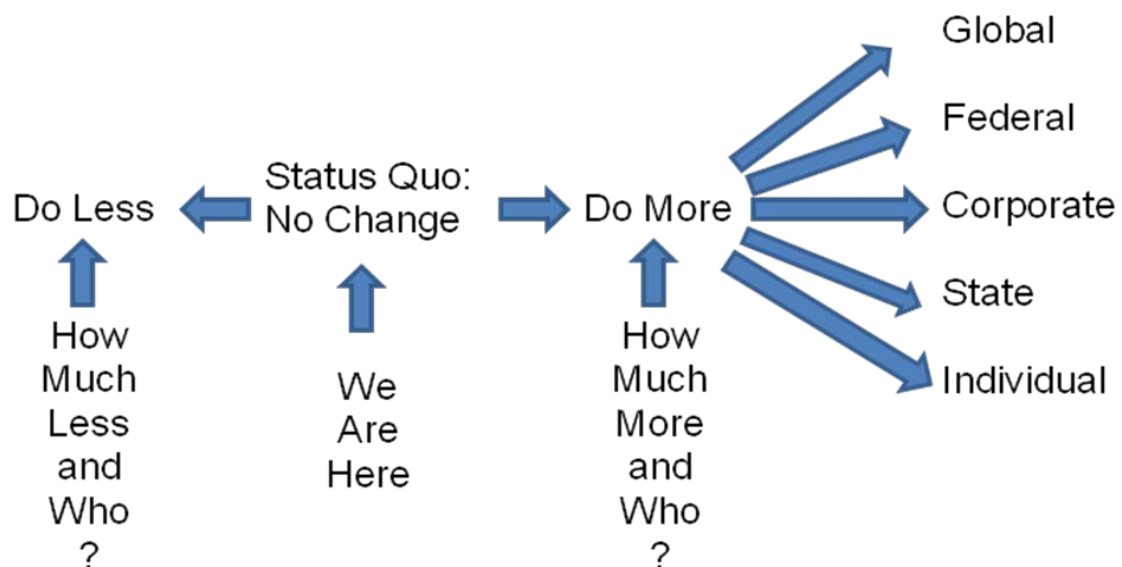 Do Less
Status Quo:
No Change
Do More
Global
Federal
Corporate
State
Individual
How
Much
Less
and
Who
?
We
Are
Here
How
Much
More
and
Who
?